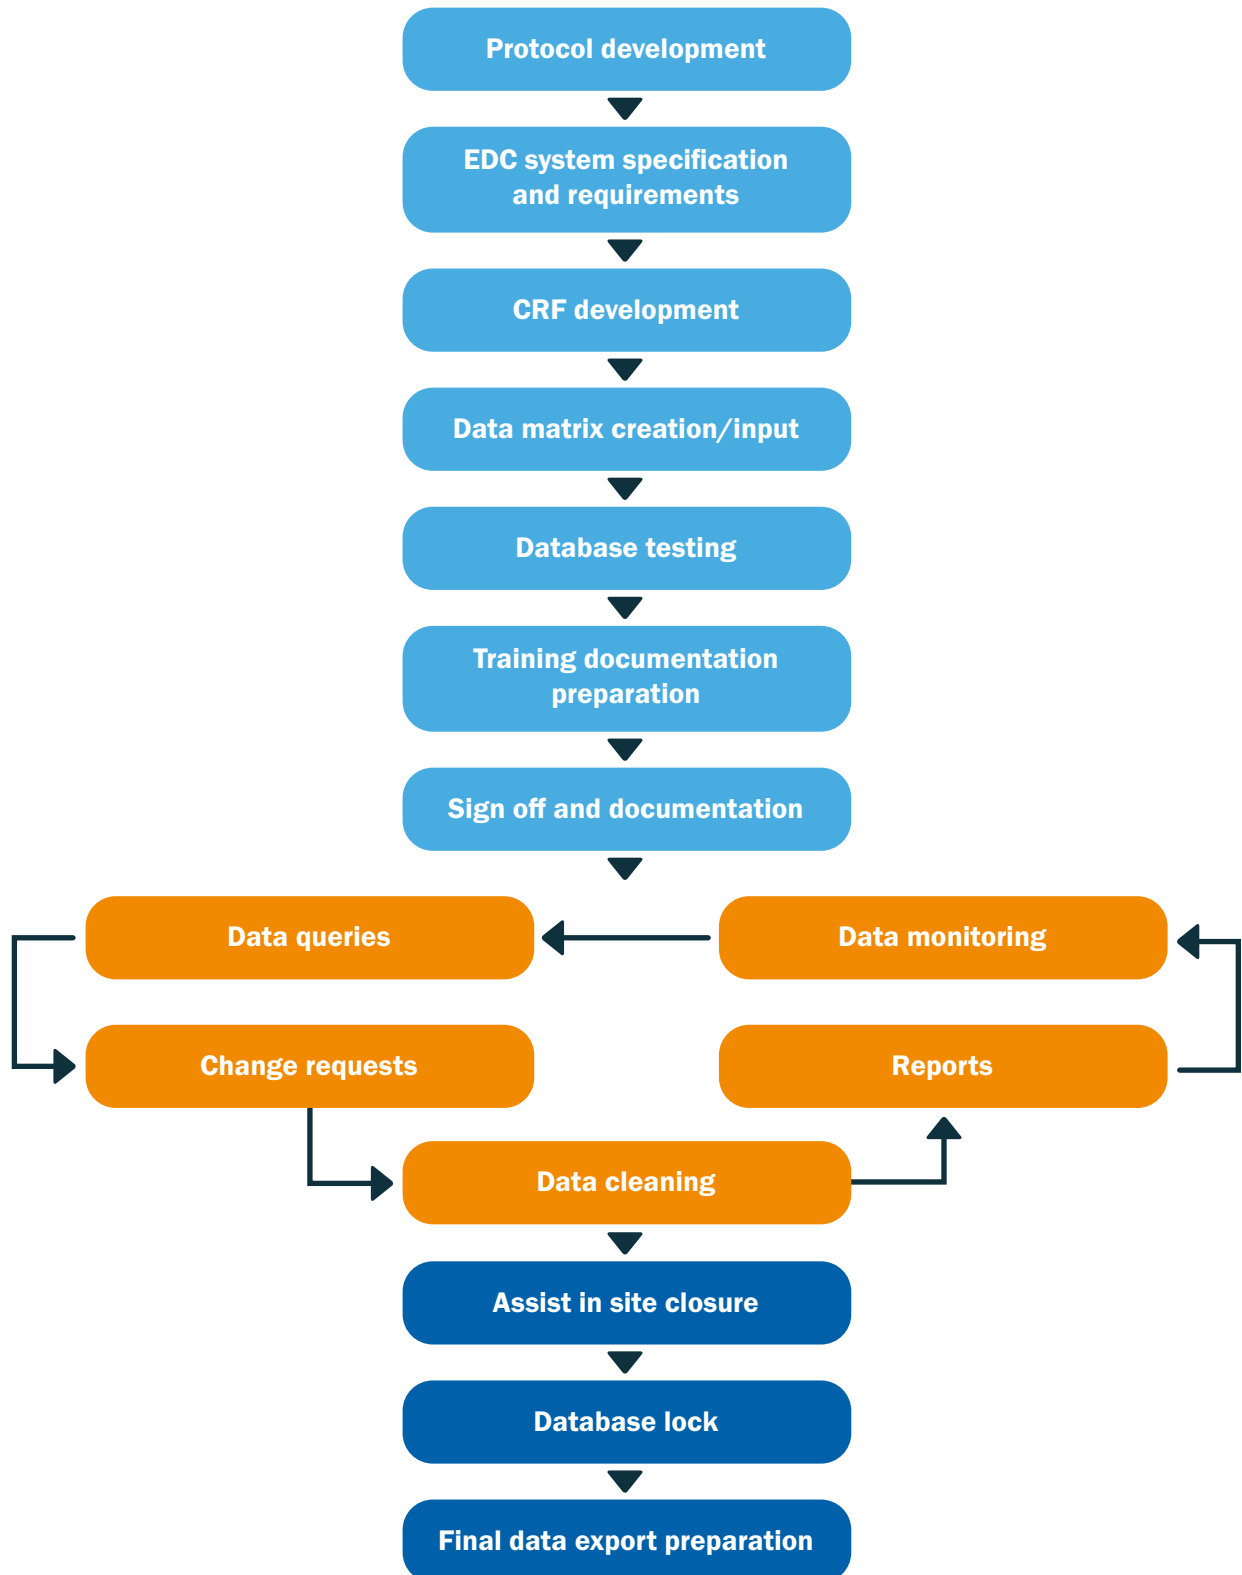 Protocol development
EDC system specification
and requirements
CRF development
Data matrix creation/input
Database testing
Training documentation
preparation
Sign off and documentation
Data queries
Data monitoring
Change requests
Reports
Data cleaning
Assist in site closure
Database lock
Final data export preparation